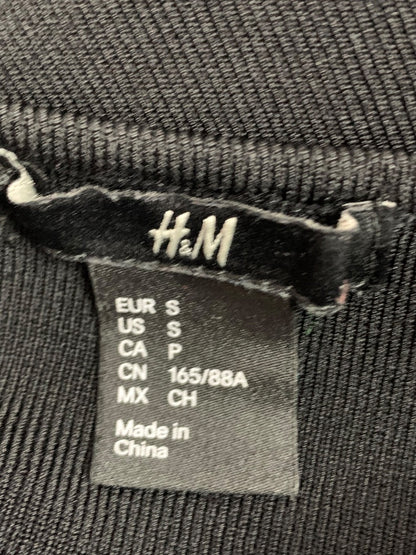 H&M
EUR S
US S
CA P
CN 165/88A
MX CH
Made in
China